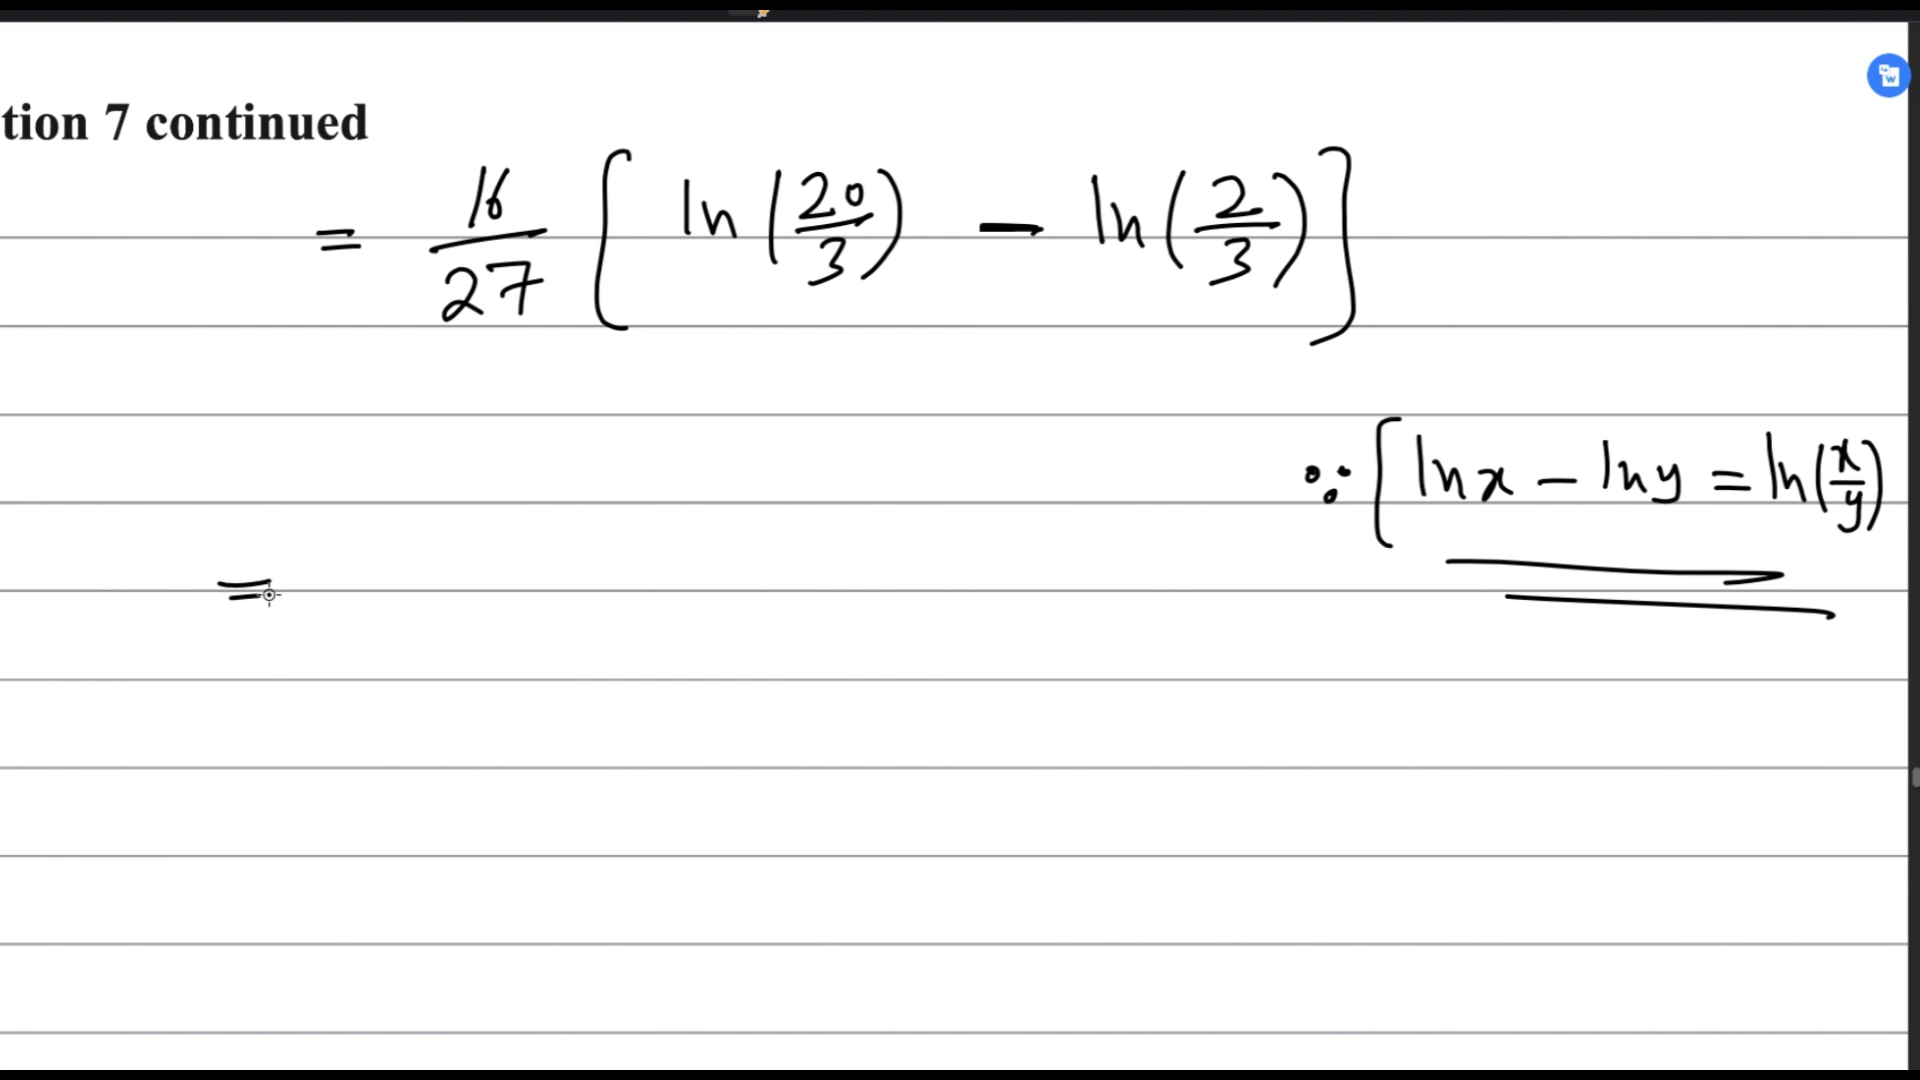 tion 7 continued
= 16/27 [ ln(20/3) - ln(2/3) ]
∵ [ ln x - ln y = ln(x/y)
=